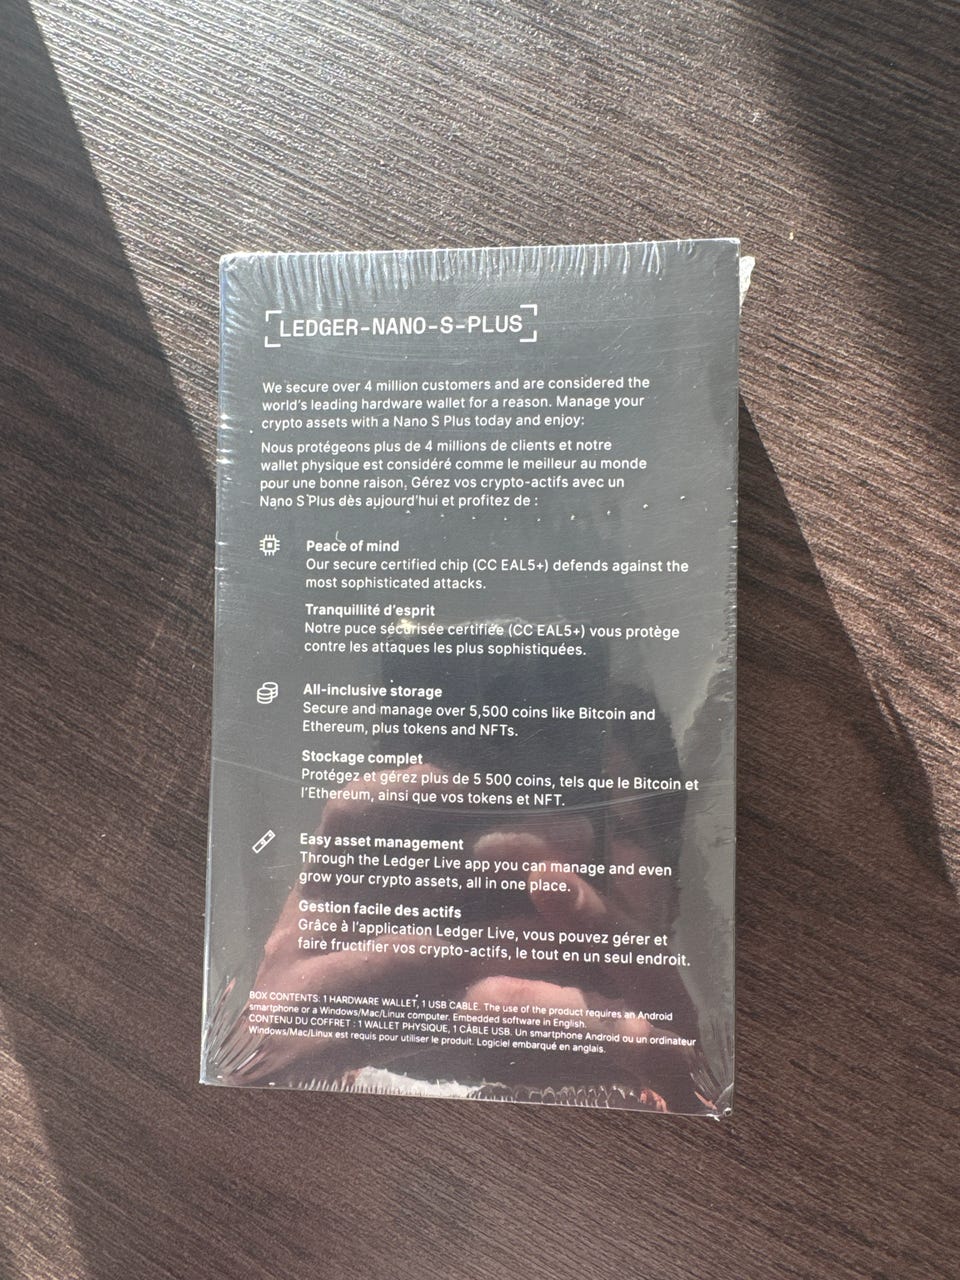 LEDGER-NANO-S-PLUS
We secure over 4 million customers and are considered the
world's leading hardware wallet for a reason. Manage your
crypto assets with a Nano S Plus today and enjoy:
Nous protégeons plus de 4 millions de clients et notre
wallet physique est considéré comme le meilleur au monde
pour une bonne raison. Gérez vos crypto-actifs avec un
Nano S Plus dès aujourd'hui et profitez de :
Peace of mind
Our secure certified chip (CC EAL5+) defends against the
most sophisticated attacks.
Tranquillité d'esprit
Notre puce sécurisée certifiée (CC EAL5+) vous protège
contre les attaques les plus sophistiquées.
All-inclusive storage
Secure and manage over 5,500 coins like Bitcoin and
Ethereum, plus tokens and NFTs.
Stockage complet
Protégez et gérez plus de 5 500 coins, tels que le Bitcoin et
l'Ethereum, ainsi que vos tokens et NFT.
Easy asset management
Through the Ledger Live app you can manage and even
grow your crypto assets, all in one place.
Gestion facile des actifs
Grâce à l'application Ledger Live, vous pouvez gérer et
faire fructifier vos crypto-actifs, le tout en un seul endroit.
BOX CONTENTS: 1 HARDWARE WALLET, 1 USB CABLE. The use of the product requires an Android
smartphone or a Windows/Mac/Linux computer. Embedded software in English.
CONTENU DU COFFRET : 1 WALLET PHYSIQUE, 1 CÂBLE USB. Un smartphone Android ou un ordinateur
Windows/Mac/Linux est requis pour utiliser le produit. Logiciel embarqué en anglais.